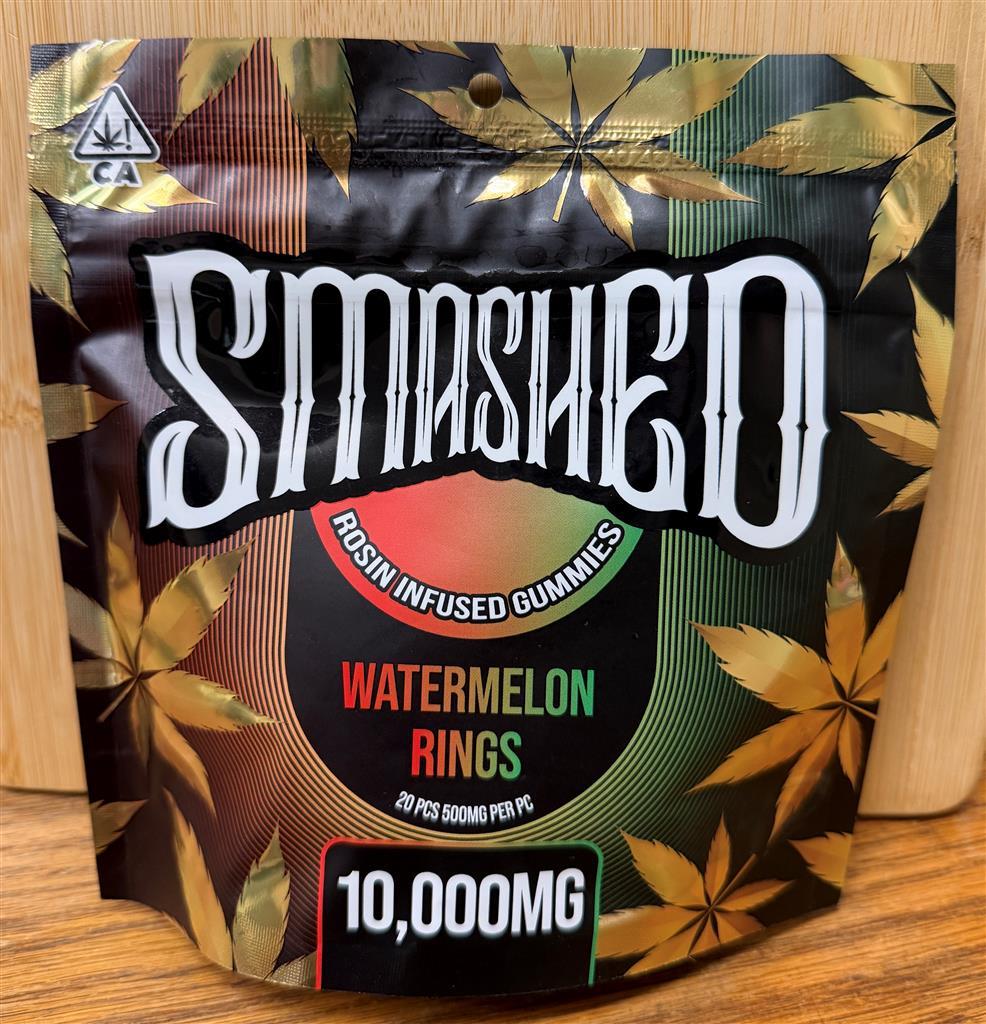 CA
SMASHED
ROSIN INFUSED GUMMIES
WATERMELON
RINGS
20 PCS 500MG PER PC
10,000MG